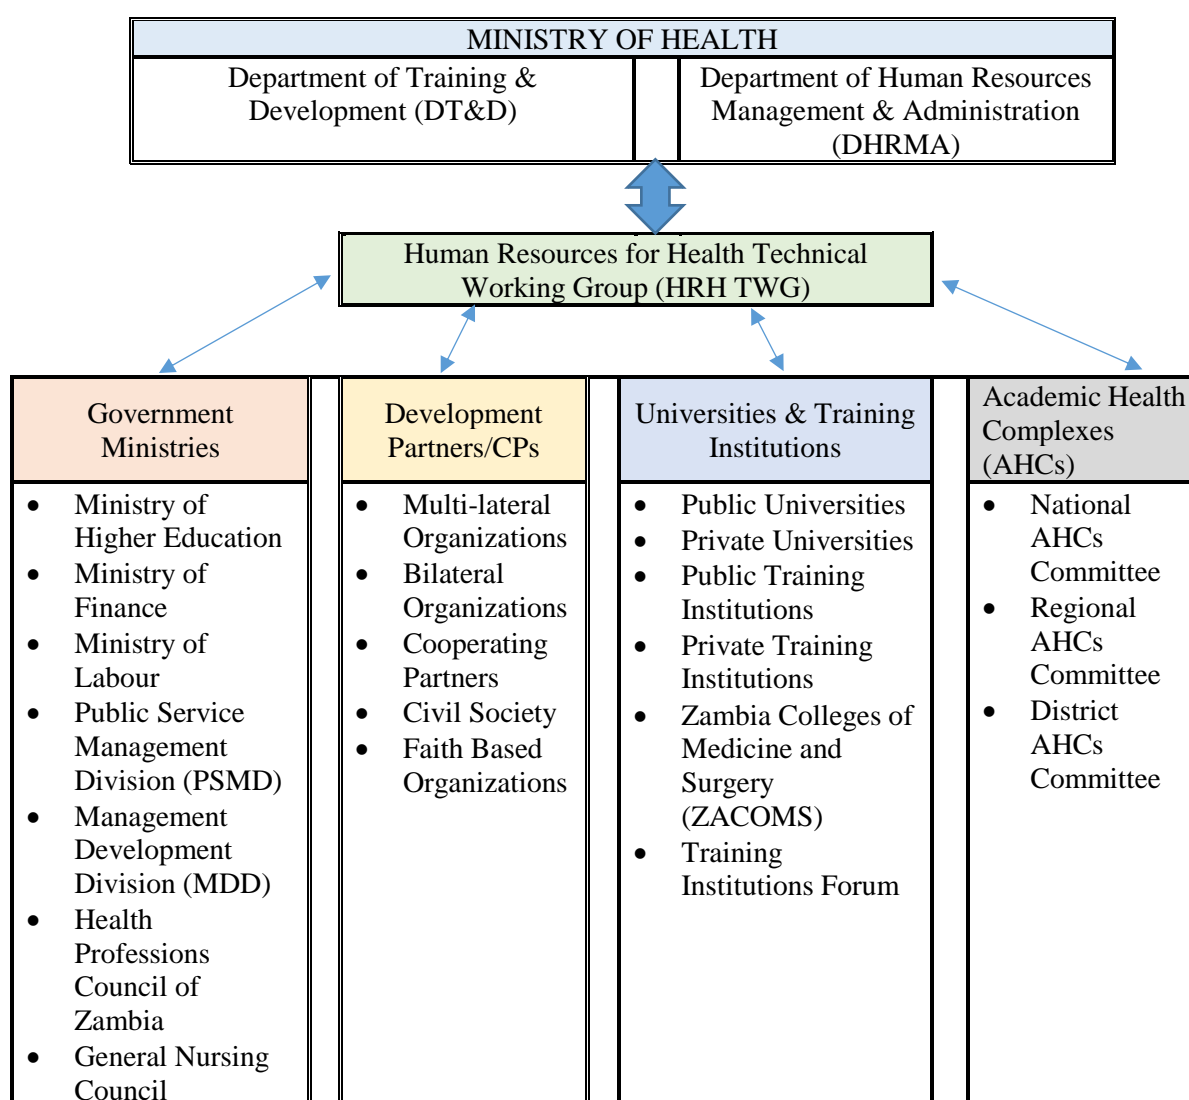 MINISTRY OF HEALTH
Department of Training &
Development (DT&D)
Department of Human Resources
Management & Administration
(DHRMA)
Human Resources for Health Technical
Working Group (HRH TWG)
Government
Ministries
• Ministry of
Higher Education
• Ministry of
Finance
• Ministry of
Labour
• Public Service
Management
Division (PSMD)
• Management
Development
Division (MDD)
• Health
Professions
Council of
Zambia
• General Nursing
Council
Development
Partners/CPs
• Multi-lateral
Organizations
• Bilateral
Organizations
• Cooperating
Partners
• Civil Society
• Faith Based
Organizations
Universities & Training
Institutions
• Public Universities
• Private Universities
• Public Training
Institutions
• Private Training
Institutions
• Zambia Colleges of
Medicine and
Surgery
(ZACOMS)
• Training
Institutions Forum
Academic Health
Complexes
(AHCs)
• National
AHCs
Committee
• Regional
AHCs
Committee
• District
AHCs
Committee